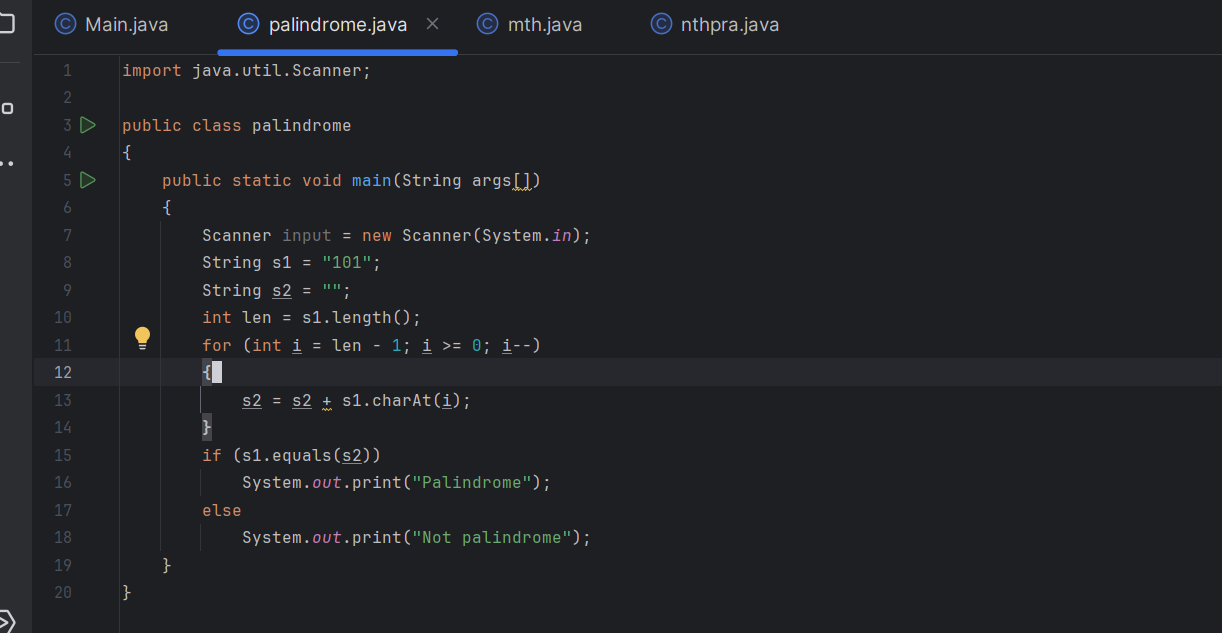 Main.java palindrome.java mth.java nthpra.java
1 import java.util.Scanner;
2
3 public class palindrome
4 {
5     public static void main(String args[])
6     {
7         Scanner input = new Scanner(System.in);
8         String s1 = "101";
9         String s2 = "";
10         int len = s1.length();
11         for (int i = len - 1; i >= 0; i--)
12         {
13             s2 = s2 + s1.charAt(i);
14         }
15         if (s1.equals(s2))
16             System.out.print("Palindrome");
17         else
18             System.out.print("Not palindrome");
19     }
20 }